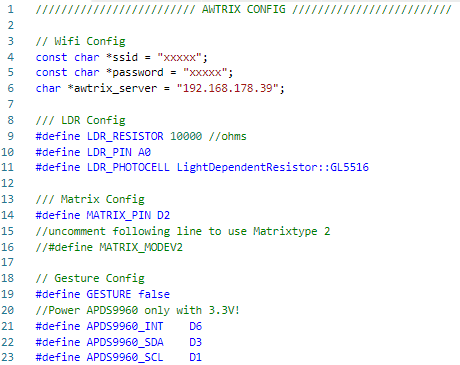 1 ///////////////////////// AWTRIX CONFIG /////////////////////////
2
3 // Wifi Config
4 const char *ssid = "xxxxx";
5 const char *password = "xxxxx";
6 char *awtrix_server = "192.168.178.39";
7
8 /// LDR Config
9 #define LDR_RESISTOR 10000 //ohms
10 #define LDR_PIN A0
11 #define LDR_PHOTOCELL LightDependentResistor::GL5516
12
13 /// Matrix Config
14 #define MATRIX_PIN D2
15 //uncomment following line to use Matrixtype 2
16 //#define MATRIX_MODEV2
17
18 // Gesture Config
19 #define GESTURE false
20 //Power APDS9960 only with 3.3V!
21 #define APDS9960_INT    D6
22 #define APDS9960_SDA    D3
23 #define APDS9960_SCL    D1